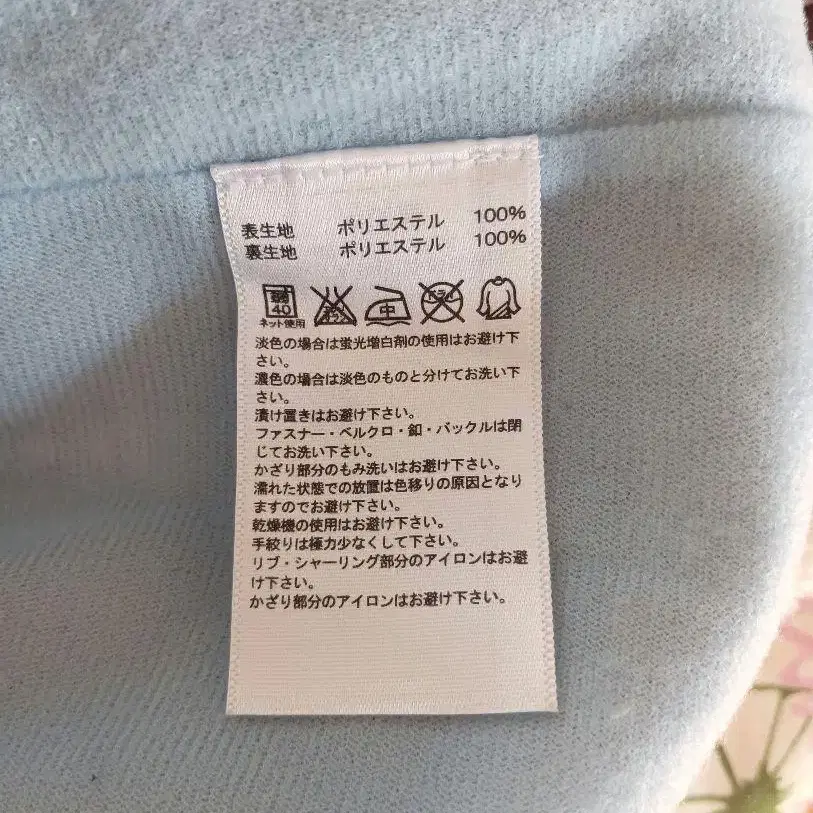 表生地 ポリエステル 100%
裏生地 ポリエステル 100%
40 中 ドライ
ネット使用
淡色の場合は蛍光増白剤の使用はお避け下
さい。
濃色の場合は淡色のものと分けてお洗い下
さい。
漬け置きはお避け下さい。
ファスナー・ベルクロ・釦・バックルは閉
じてお洗い下さい。
かざり部分のもみ洗いはお避け下さい。
濡れた状態での放置は色移りの原因となり
ますのでお避け下さい。
乾燥機の使用はお避け下さい。
手絞りは極力少なくして下さい。
リブ・シャーリング部分のアイロンはお避
け下さい。
かざり部分のアイロンはお避け下さい。